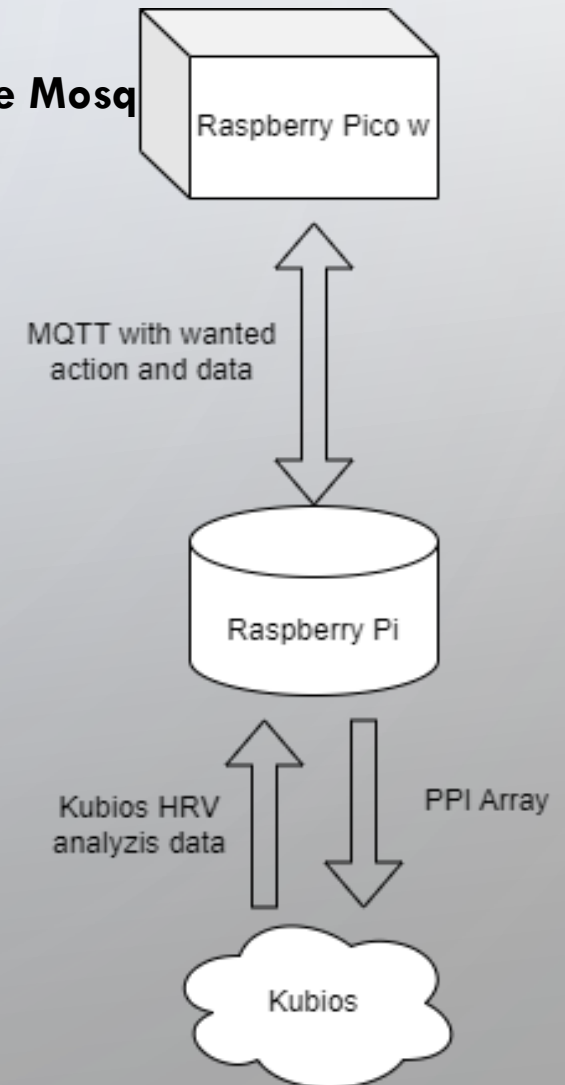 e Mosq
Raspberry Pico w
MQTT with wanted
action and data
Raspberry Pi
Kubios HRV
analyzis data
PPI Array
Kubios